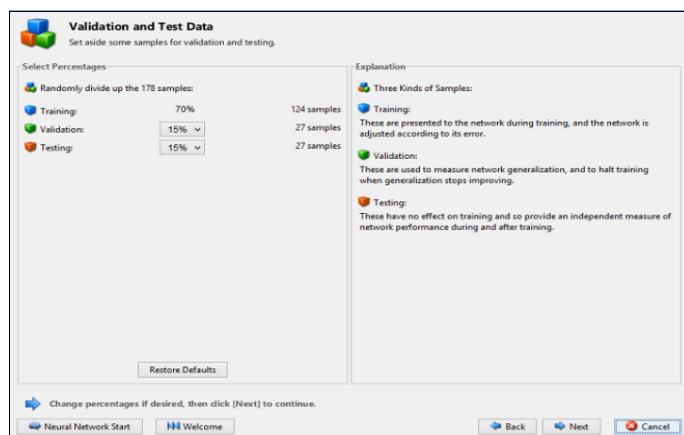 Validation and Test Data
Set aside some samples for validation and testing.
Select Percentages
Randomly divide up the 178 samples:
Training: 70% 124 samples
Validation: 15% 27 samples
Testing: 15% 27 samples
Restore Defaults
Explanation
Three Kinds of Samples:
Training:
These are presented to the network during training, and the network is
adjusted according to its error.
Validation:
These are used to measure network generalization, and to halt training
when generalization stops improving.
Testing:
These have no effect on training and so provide an independent measure of
network performance during and after training.
Change percentages if desired, then click [Next] to continue.
Neural Network Start Welcome Back Next Cancel